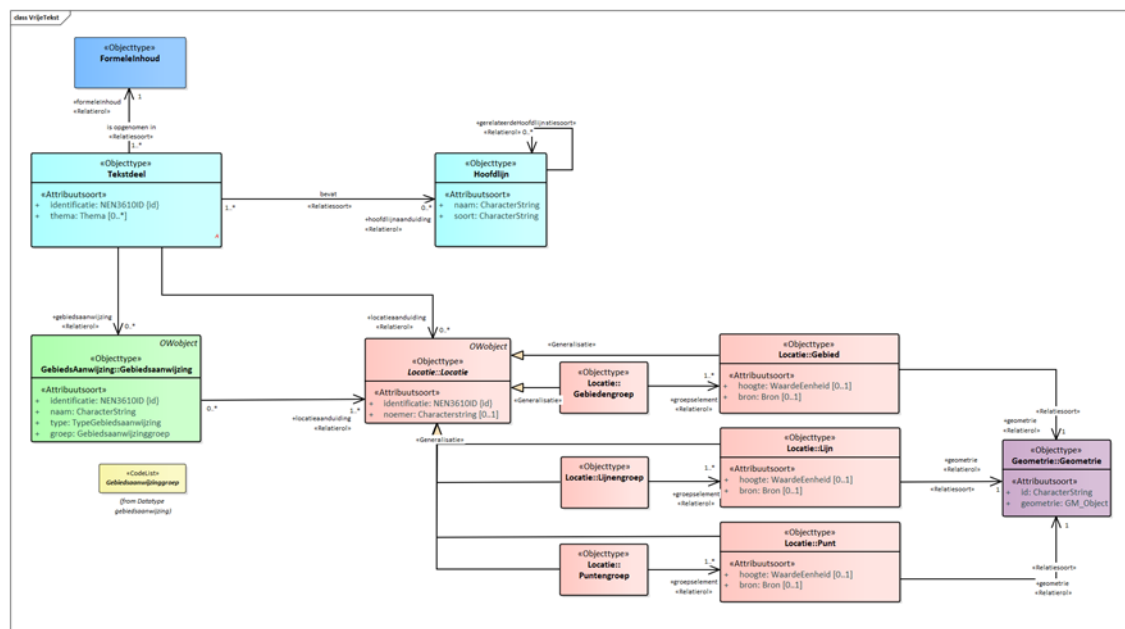 class VrijeTekst
«Objecttype»
FormeleInhoud
«formeleinhoud
«Relatierol»
1
is opgenomen in
«Relatiesoort»
1..*
«Objecttype»
Tekstdeel
«Attribuutsoort»
+ identificatie: NEN3610ID {id}
+ thema: Thema [0..*]
bevat
1..*
«Relatiesoort»
0..*
«hoofdlijnaanduiding
«Relatierol»
«gerelateerdeHoofdlijnstiesoort»
«Relatierol» 0..*
«Objecttype»
Hoofdlijn
«Attribuutsoort»
+ naam: CharacterString
+ soort: CharacterString
«gebiedsaanwijzing
«Relatierol»
0..*
«locatieaanduiding
«Relatierol»
0..*
OWobject
«Objecttype»
GebiedsAanwijzing::Gebiedsaanwijzing
«Attribuutsoort»
+ identificatie: NEN3610ID {id}
+ naam: CharacterString
+ type: TypeGebiedsaanwijzing
+ groep: Gebiedsaanwijzinggroep
0..*
1..*
«locatieaanduiding
«Relatierol»
OWobject
«Objecttype»
Locatie::Locatie
«Attribuutsoort»
+ identificatie: NEN3610ID {id}
+ noemer: Characterstring [0..1]
«Generalisatie»
«Generalisatie»
«Generalisatie»
«CodeList»
Gebiedsaanwijzinggroep
(from Datatype
gebiedsaanwijzing)
«Objecttype»
Locatie::
Gebiedengroep
1..*
«groepselement
«Relatierol»
«Objecttype»
Locatie::Gebied
«Attribuutsoort»
+ hoogte: WaardeEenheid [0..1]
+ bron: Bron [0..1]
«Objecttype»
Locatie::Lijnengroep
1..*
«groepselement
«Relatierol»
«Objecttype»
Locatie::Lijn
«Attribuutsoort»
+ hoogte: WaardeEenheid [0..1]
+ bron: Bron [0..1]
«Objecttype»
Locatie::
Puntengroep
1..*
«groepselement
«Relatierol»
«Objecttype»
Locatie::Punt
«Attribuutsoort»
+ hoogte: WaardeEenheid [0..1]
+ bron: Bron [0..1]
«Relatiesoort»
«geometrie
«Relatierol»
1
«geometrie
«Relatierol»
«Relatiesoort»
1
«Objecttype»
Geometrie::Geometrie
«Attribuutsoort»
+ id: CharacterString
+ geometrie: GM_Object
1
«Relatiesoort»
«geometrie
«Relatierol»